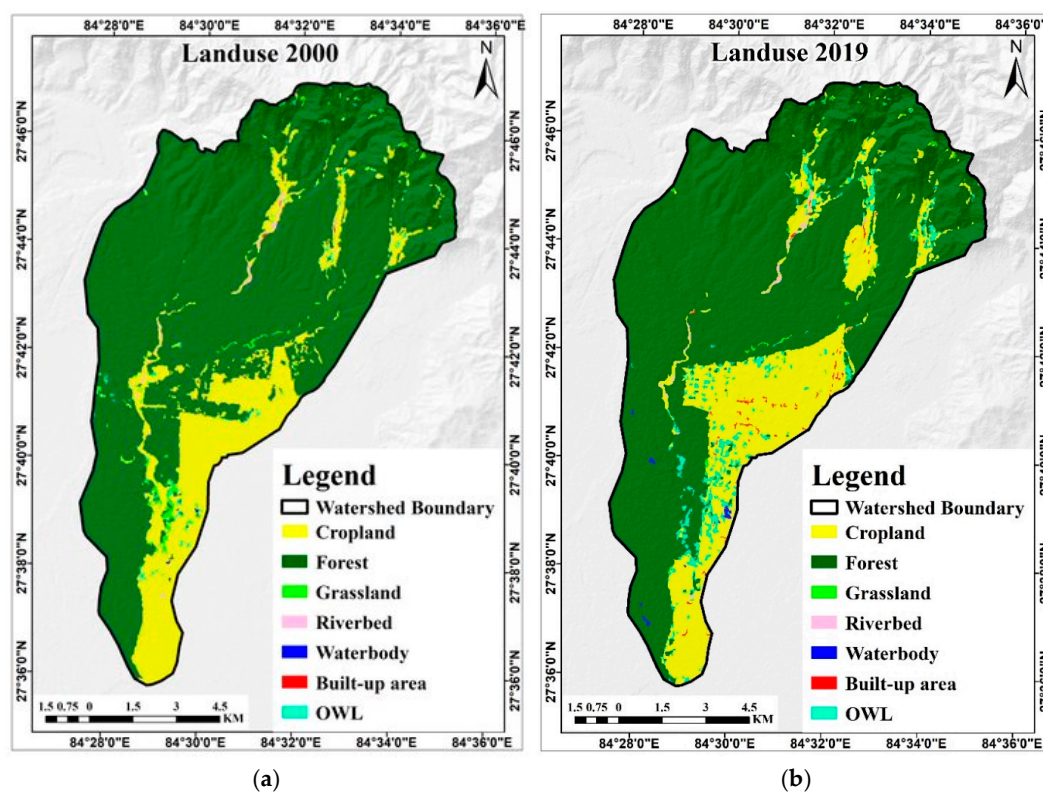 84°28'0"E 84°30'0"E 84°32'0"E 84°34'0"E 84°36'0"E
Landuse 2000
N
27°46'0"N
27°44'0"N
27°42'0"N
27°40'0"N
27°38'0"N
27°36'0"N
27°46'0"N
27°44'0"N
27°42'0"N
27°40'0"N
27°38'0"N
27°36'0"N
Legend
Watershed Boundary
Cropland
Forest
Grassland
Riverbed
Waterbody
Built-up area
OWL
1.5 0.75 0 1.5 3 4.5
KM
84°28'0"E 84°30'0"E 84°32'0"E 84°34'0"E 84°36'0"E
(a)
84°28'0"E 84°30'0"E 84°32'0"E 84°34'0"E 84°36'0"E
Landuse 2019
N
27°46'0"N
27°44'0"N
27°42'0"N
27°40'0"N
27°38'0"N
27°36'0"N
Legend
Watershed Boundary
Cropland
Forest
Grassland
Riverbed
Waterbody
Built-up area
OWL
1.5 0.75 0 1.5 3 4.5
KM
84°28'0"E 84°30'0"E 84°32'0"E 84°34'0"E 84°36'0"E
(b)